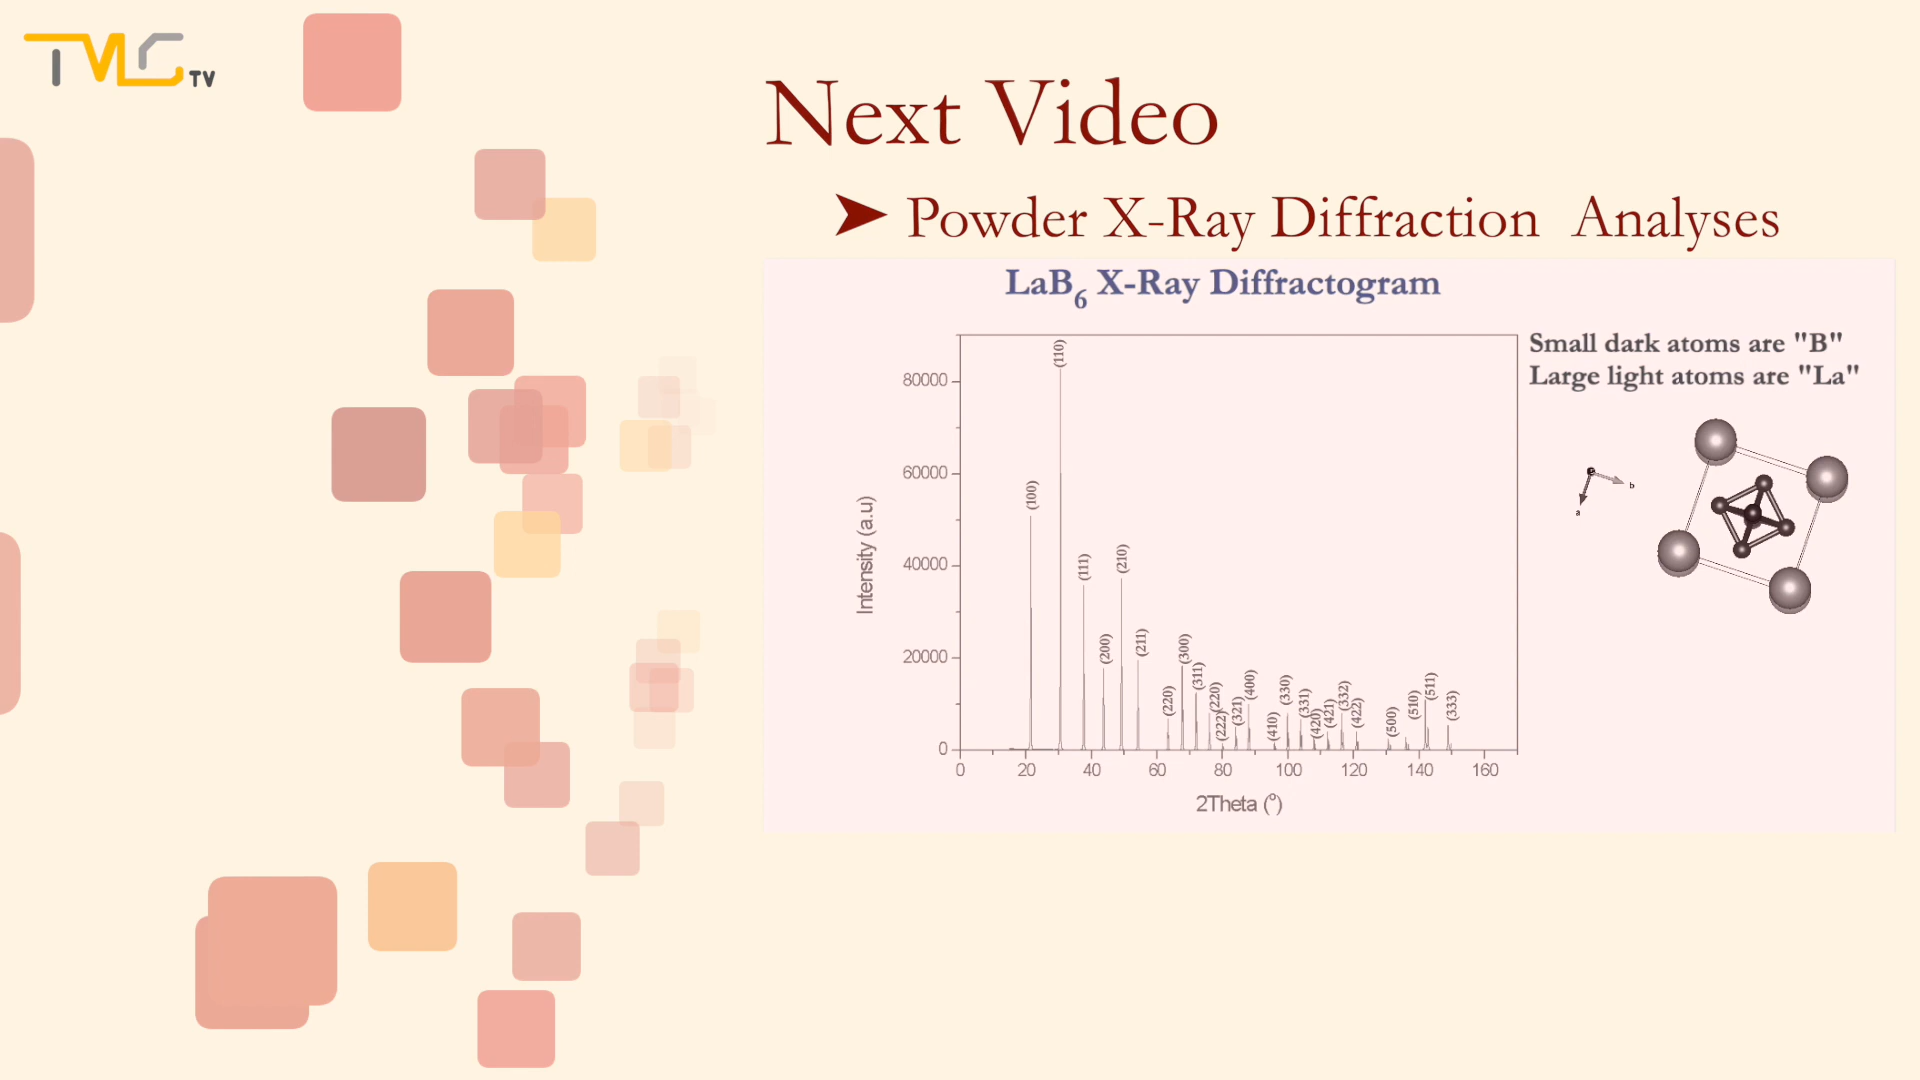 TMC TV
Next Video
➤ Powder X-Ray Diffraction Analyses
LaB6 X-Ray Diffractogram
Small dark atoms are "B"
Large light atoms are "La"
b
a
Intensity (a.u)
80000
60000
40000
20000
0
(100)
(110)
(111)
(200)
(210)
(211)
(220)
(300)
(311)
(220)
(222)
(321)
(400)
(410)
(330)
(331)
(420)
(421)
(332)
(422)
(500)
(510)
(511)
(333)
0 20 40 60 80 100 120 140 160
2Theta (°)